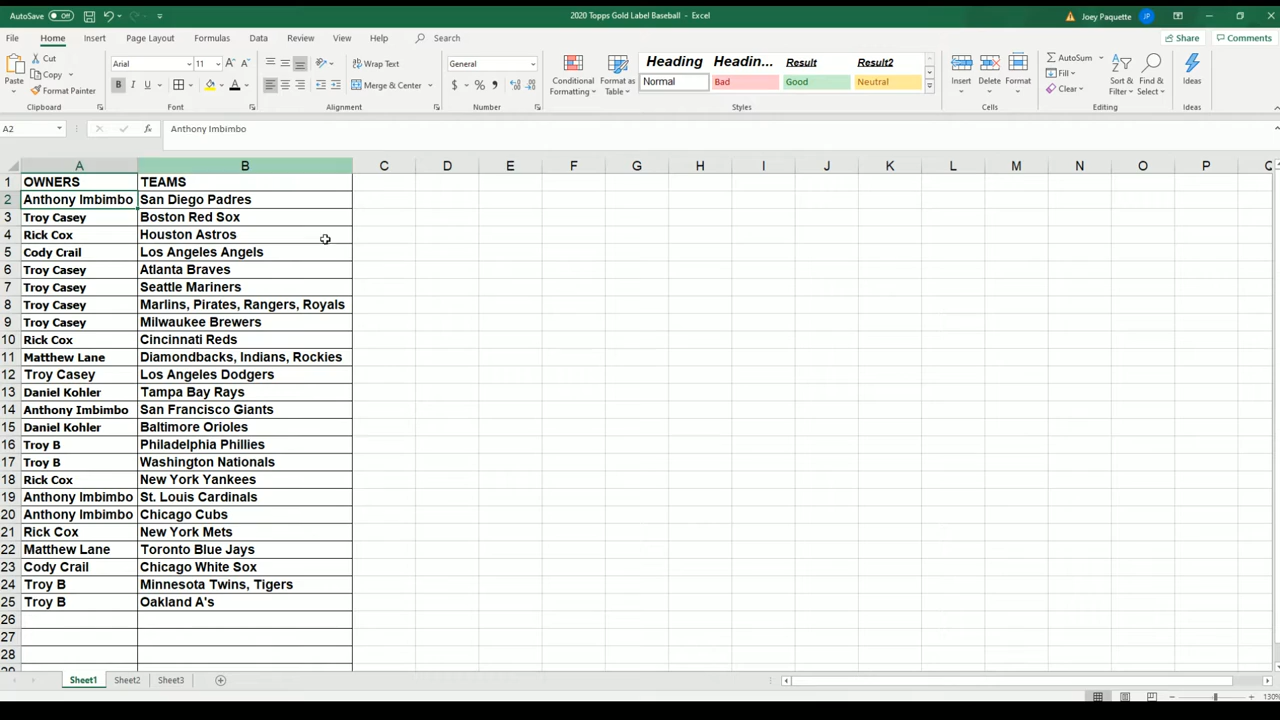 AutoSave Off 2020 Topps Gold Label Baseball - Excel Joey Paquette JP
File Home Insert Page Layout Formulas Data Review View Help Search Share Comments
Cut
Copy
Format Painter
Paste
Clipboard
Arial 11
B I U
Font
Wrap Text
Merge & Center
Alignment
General
$ % 9
Number
Conditional Formatting
Format as Table
Heading Headin... Result Result2
Normal Bad Good Neutral
Styles
Insert Delete Format
Cells
AutoSum
Fill
Clear
Sort & Filter
Find & Select
Editing
Ideas
Ideas
A2 fx Anthony Imbimbo
A B C D E F G H I J K L M N O P Q
1 OWNERS TEAMS
2 Anthony Imbimbo San Diego Padres
3 Troy Casey Boston Red Sox
4 Rick Cox Houston Astros
5 Cody Crail Los Angeles Angels
6 Troy Casey Atlanta Braves
7 Troy Casey Seattle Mariners
8 Troy Casey Marlins, Pirates, Rangers, Royals
9 Troy Casey Milwaukee Brewers
10 Rick Cox Cincinnati Reds
11 Matthew Lane Diamondbacks, Indians, Rockies
12 Troy Casey Los Angeles Dodgers
13 Daniel Kohler Tampa Bay Rays
14 Anthony Imbimbo San Francisco Giants
15 Daniel Kohler Baltimore Orioles
16 Troy B Philadelphia Phillies
17 Troy B Washington Nationals
18 Rick Cox New York Yankees
19 Anthony Imbimbo St. Louis Cardinals
20 Anthony Imbimbo Chicago Cubs
21 Rick Cox New York Mets
22 Matthew Lane Toronto Blue Jays
23 Cody Crail Chicago White Sox
24 Troy B Minnesota Twins, Tigers
25 Troy B Oakland A's
26
27
28
Sheet1 Sheet2 Sheet3
130%